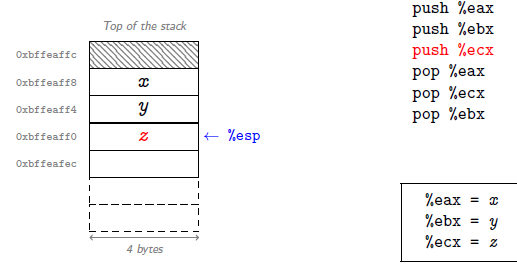 Top of the stack
0xbffeaffc
0xbffeaff8 x
0xbffeaff4 y
0xbffeaff0 z ← %esp
0xbffeafec
4 bytes
push %eax
push %ebx
push %ecx
pop %eax
pop %ecx
pop %ebx
%eax = x
%ebx = y
%ecx = z